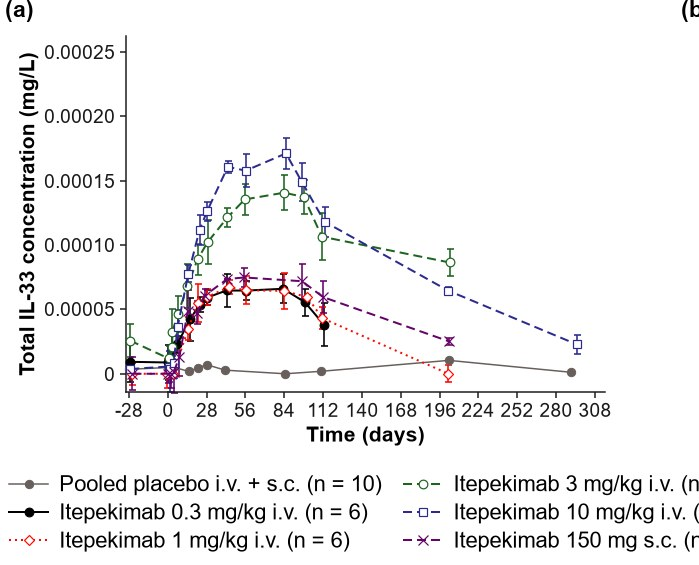 (a)
(b
Total IL-33 concentration (mg/L)
0.00025
0.00020
0.00015
0.00010
0.00005
0
-28 0 28 56 84 112 140 168 196 224 252 280 308
Time (days)
Pooled placebo i.v. + s.c. (n = 10)
Itepekimab 3 mg/kg i.v. (n
Itepekimab 0.3 mg/kg i.v. (n = 6)
Itepekimab 10 mg/kg i.v. (
Itepekimab 1 mg/kg i.v. (n = 6)
Itepekimab 150 mg s.c. (n